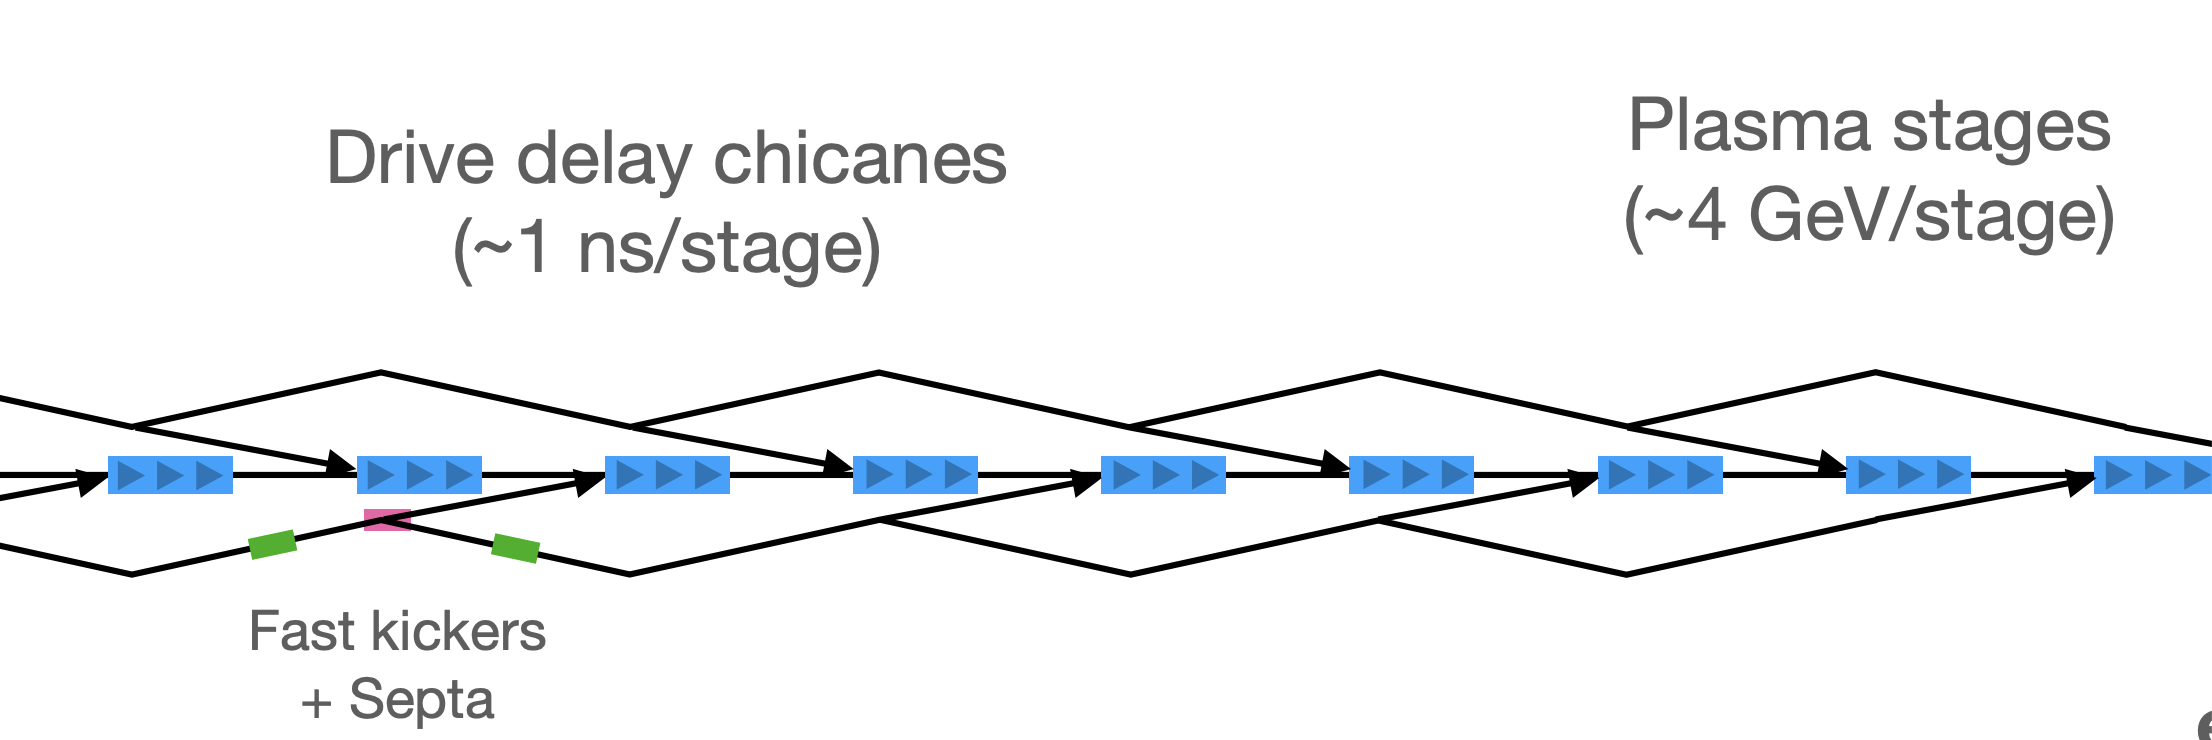 Drive delay chicanes
(~1 ns/stage)
Plasma stages
(~4 GeV/stage)
Fast kickers
+ Septa